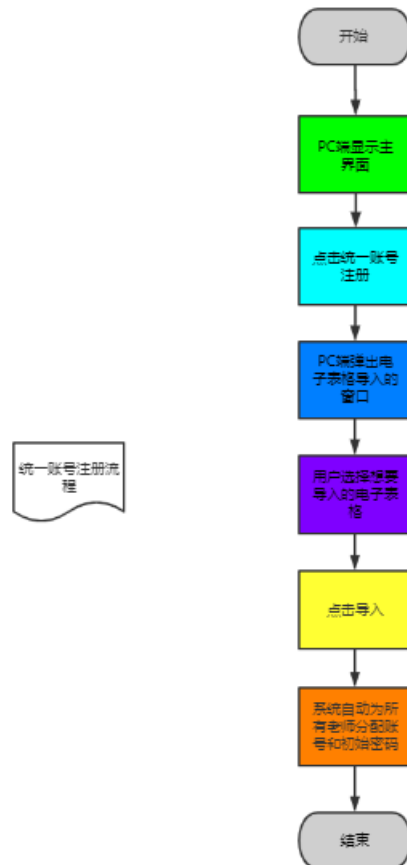 开始
PC端显示主
界面
点击统一账号
注册
PC端弹出电
子表格导入的
窗口
统一账号注册流
程
用户选择想要
导入的电子表
格
点击导入
系统自动为所
有老师分配账
号和初始密码
结束